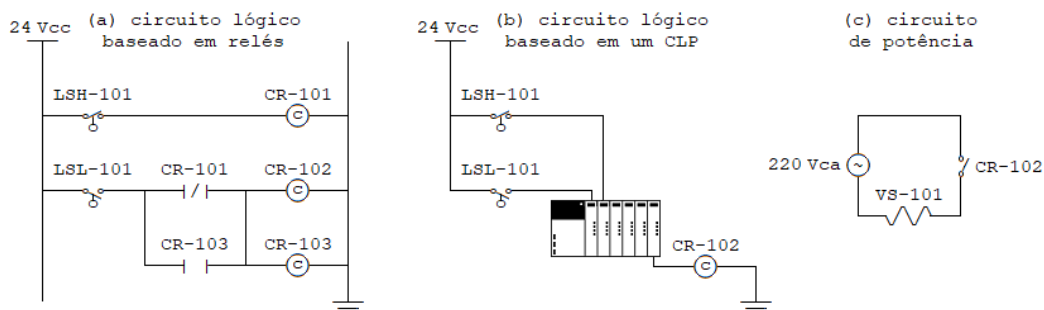 24 Vcc
(a) circuito lógico
baseado em relés
LSH-101
CR-101
C
LSL-101
CR-101
CR-102
C
CR-103
CR-103
C
24 Vcc
(b) circuito lógico
baseado em um CLP
LSH-101
LSL-101
CR-102
C
(c) circuito
de potência
220 Vca
CR-102
VS-101